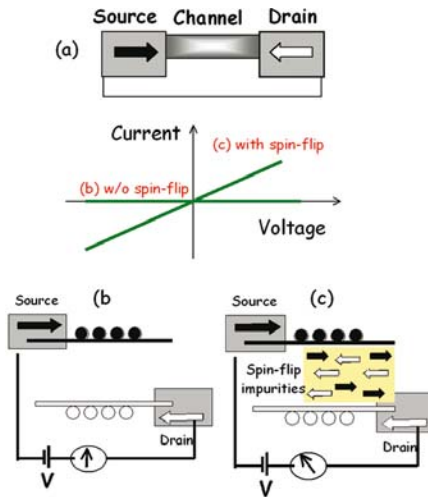 Source Channel Drain
(a)
Current
(c) with spin-flip
(b) w/o spin-flip
Voltage
Source (b)
Drain
V
Source (c)
Spin-flip
impurities
Drain
V